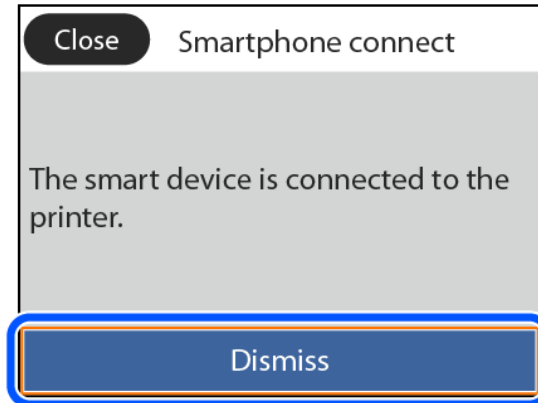 Close
Smartphone connect
The smart device is connected to the
printer.
Dismiss